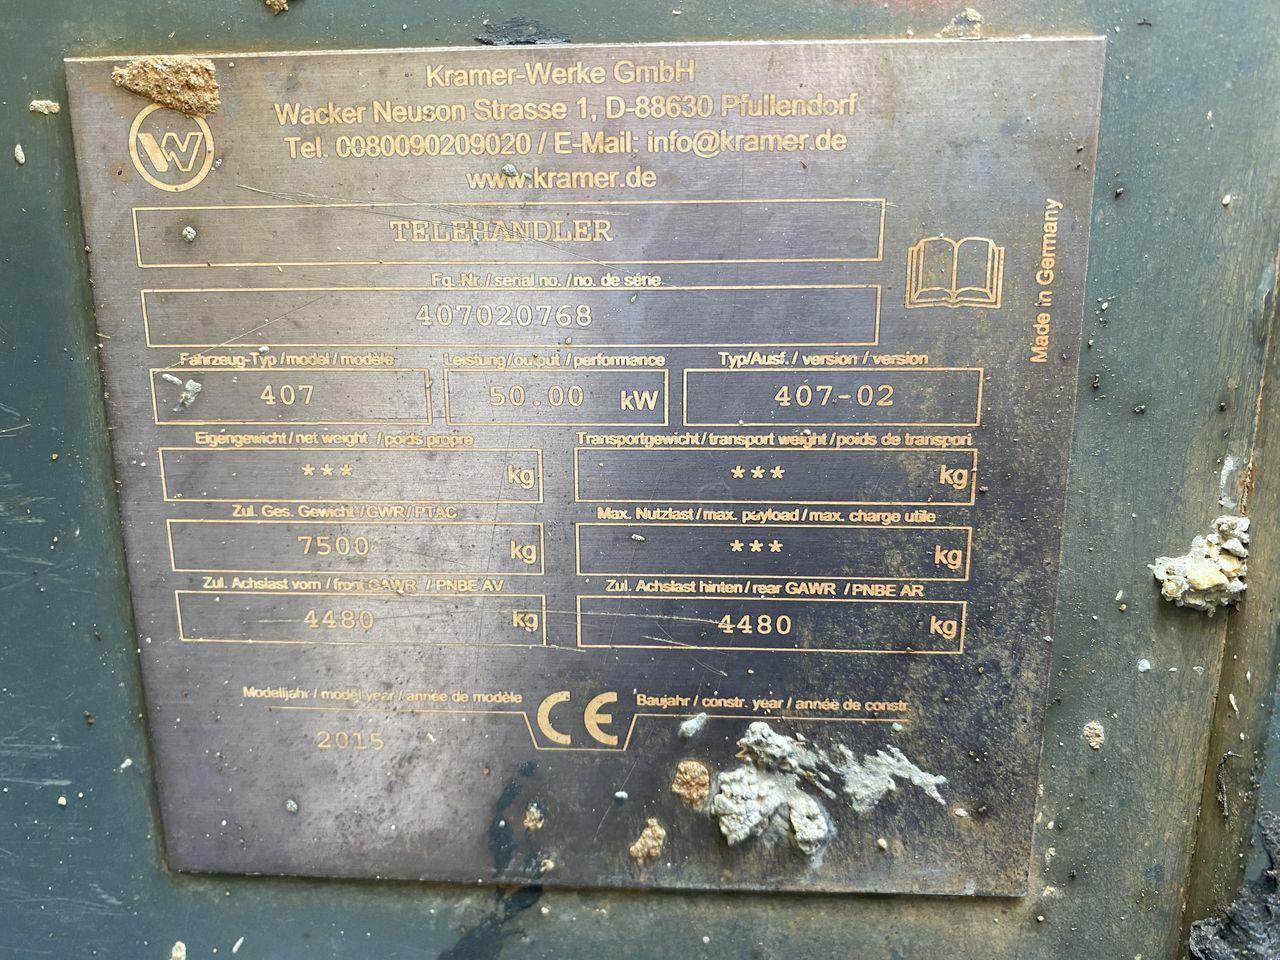 Kramer-Werke GmbH
Wacker Neuson Strasse 1, D-88630 Pfullendorf
Tel. 0080090209020 / E-Mail: info@kramer.de
www.kramer.de
W
TELEHANDLER
Fg.-Nr. / serial no. / no. de série.
407020768
Made in Germany
Fahrzeug-Typ / model / modèle Leistung / output / performance Typ/Ausf. / version / version
407 50.00 kW 407-02
Eigengewicht / net weight / poids propre Transportgewicht / transport weight / poids de transport
*** kg *** kg
Zul. Ges. Gewicht / GWR / PTAC Max. Nutzlast / max. payload / max. charge utile
7500 kg *** kg
Zul. Achslast vorn / front GAWR / PNBE AV Zul. Achslast hinten / rear GAWR / PNBE AR
4480 kg 4480 kg
Modelljahr / model year / année de modèle CE Baujahr / constr. year / année de constr.
2015